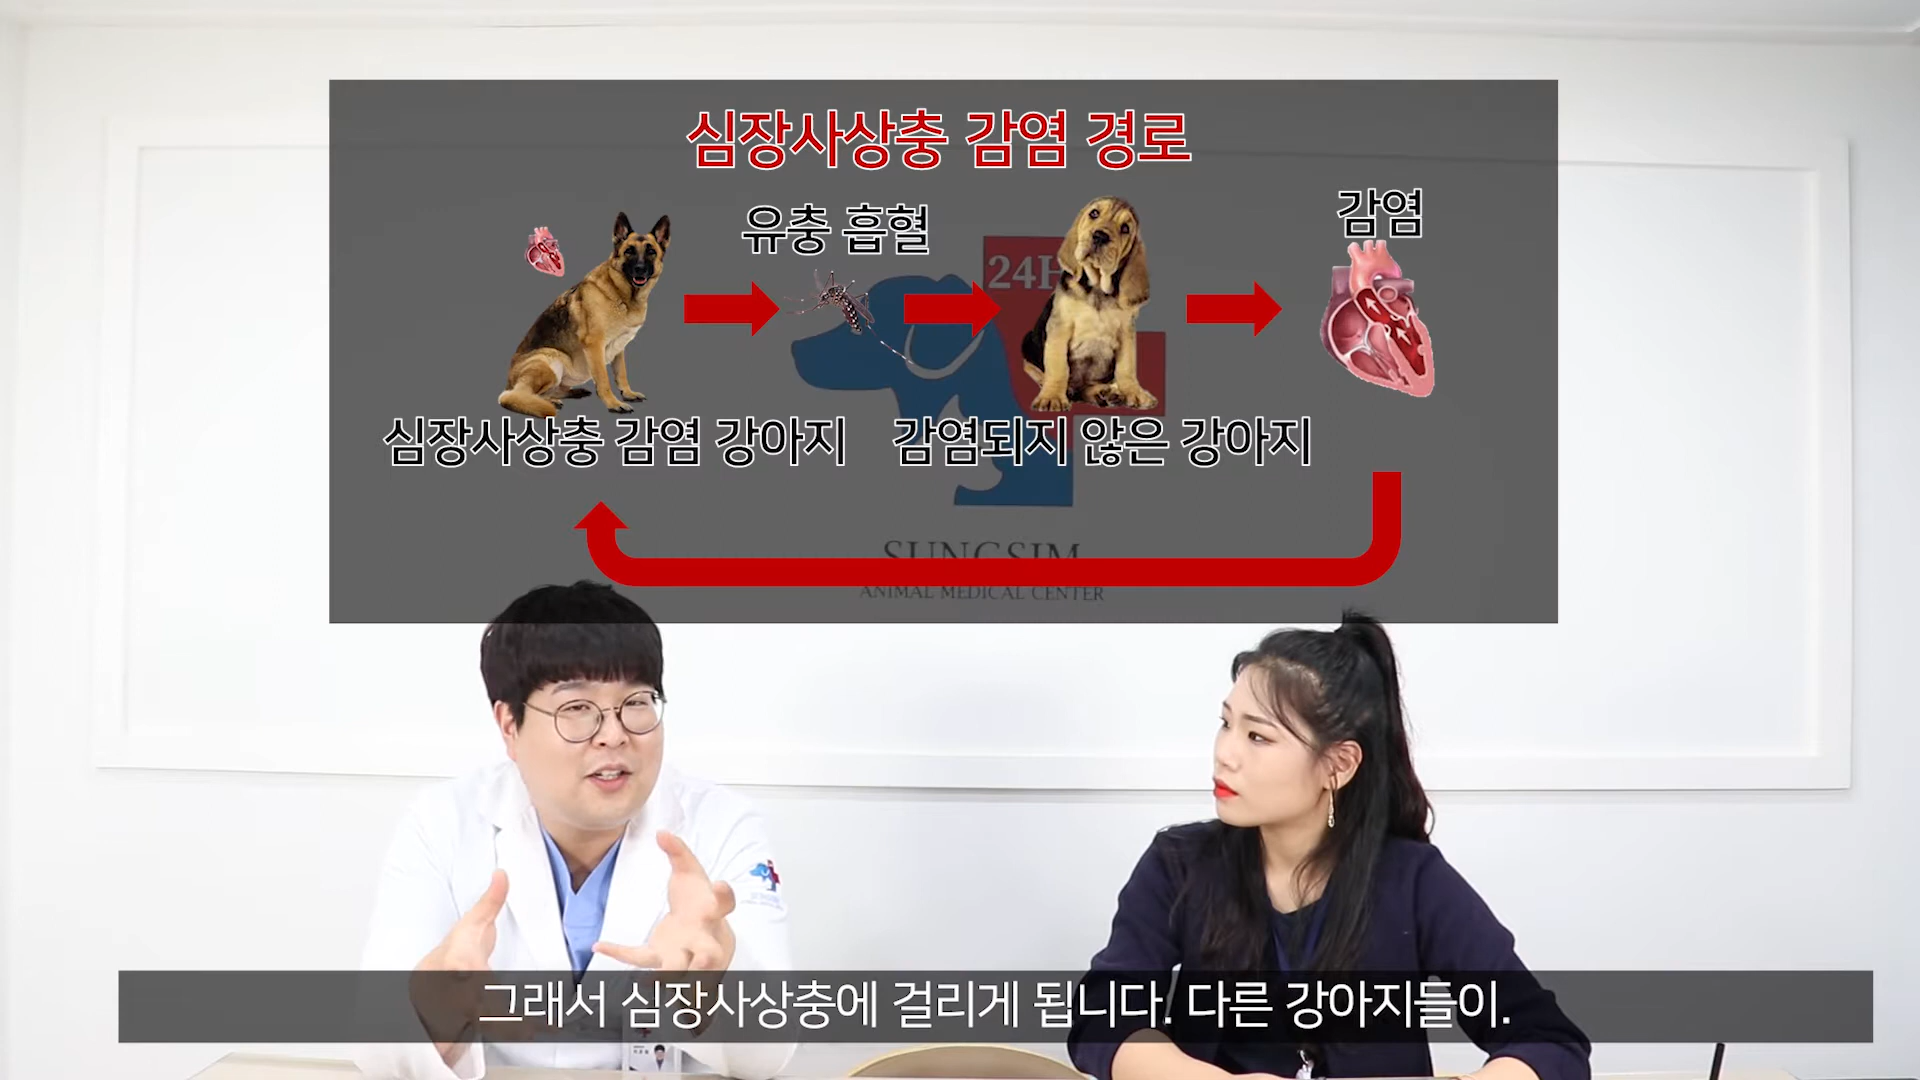 심장사상충 감염 경로
유충 흡혈
감염
24H
심장사상충 감염 강아지
감염되지 않은 강아지
SUNGSIM
ANIMAL MEDICAL CENTER
그래서 심장사상충에 걸리게 됩니다. 다른 강아지들이.